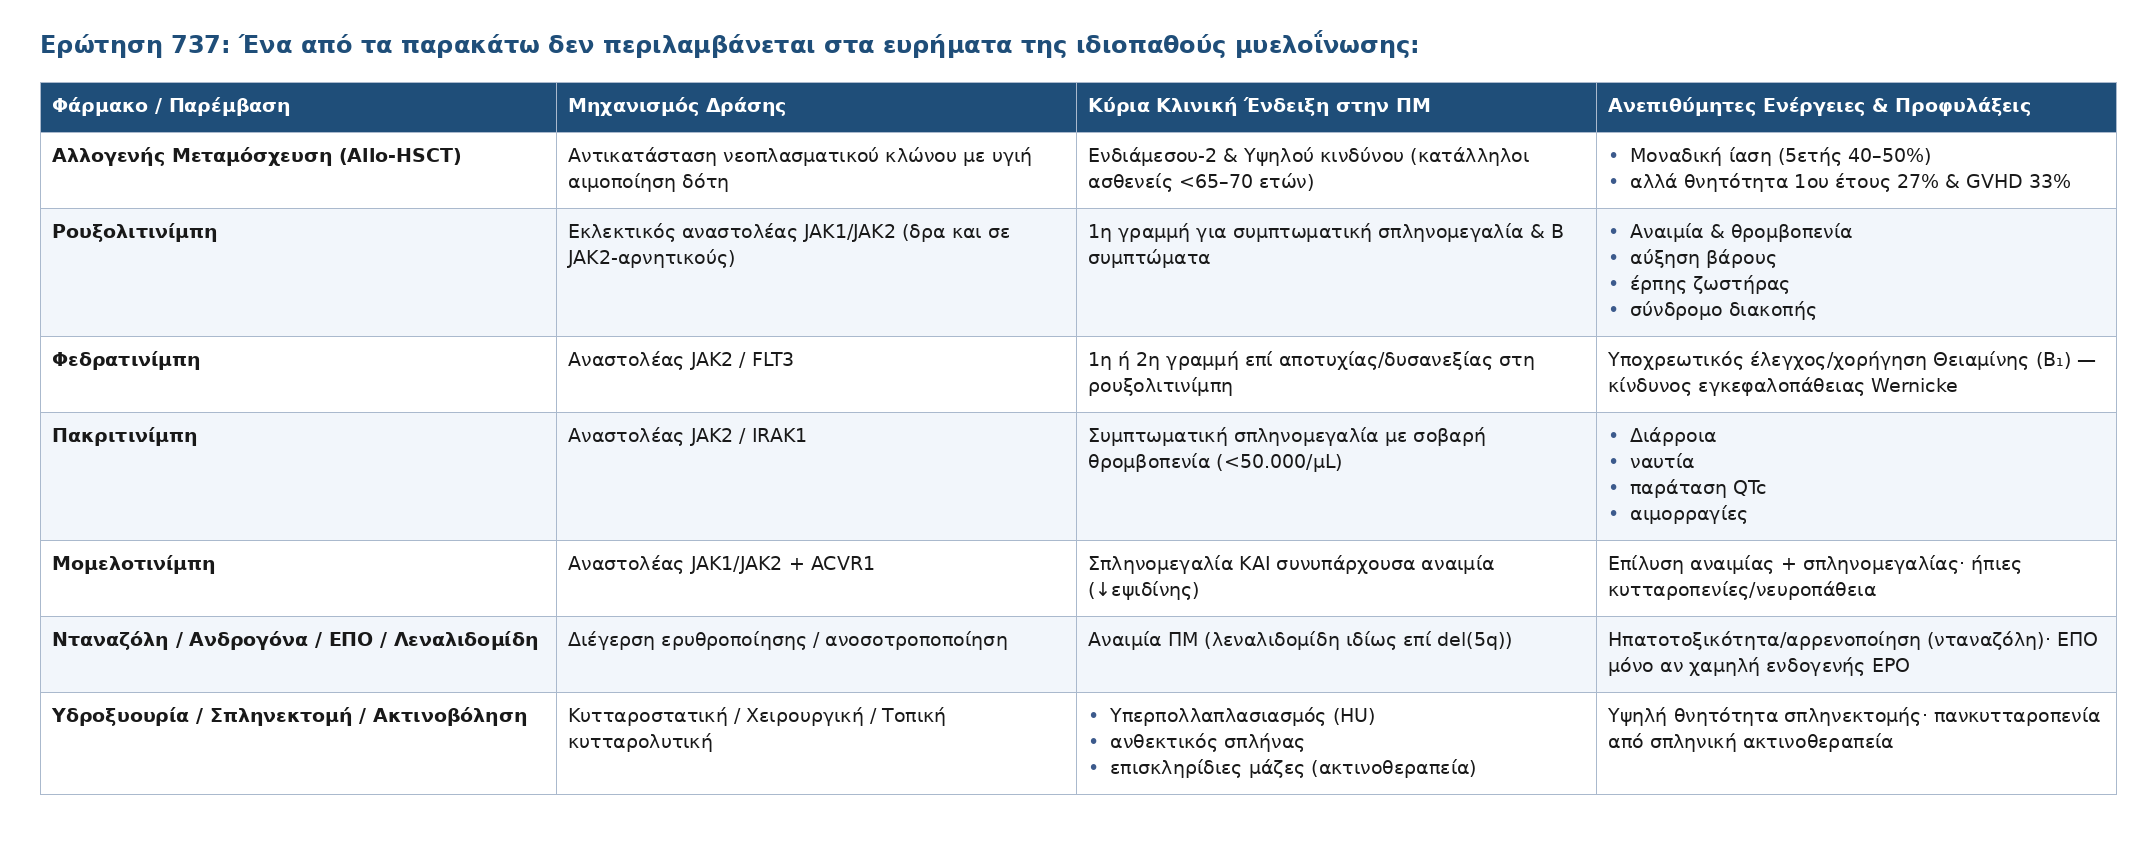 Ερώτηση 737: Ένα από τα παρακάτω δεν περιλαμβάνεται στα ευρήματα της ιδιοπαθούς μυελοΐνωσης:
Φάρμακο / Παρέμβαση
Μηχανισμός Δράσης
Κύρια Κλινική Ένδειξη στην ΠΜ
Ανεπιθύμητες Ενέργειες & Προφυλάξεις
Αλλογενής Μεταμόσχευση (Allo-HSCT)
Αντικατάσταση νεοπλασματικού κλώνου με υγιή
αιμοποίηση δότη
Ενδιάμεσου-2 & Υψηλού κινδύνου (κατάλληλοι
ασθενείς <65–70 ετών)
• Μοναδική ίαση (5ετής 40–50%)
• αλλά θνητότητα 1ου έτους 27% & GVHD 33%
Ρουξολιτινίμπη
Εκλεκτικός αναστολέας JAK1/JAK2 (δρα και σε
JAK2-αρνητικούς)
1η γραμμή για συμπτωματική σπληνομεγαλία & Β
συμπτώματα
• Αναιμία & θρομβοπενία
• αύξηση βάρους
• έρπης ζωστήρας
• σύνδρομο διακοπής
Φεδρατινίμπη
Αναστολέας JAK2 / FLT3
1η ή 2η γραμμή επί αποτυχίας/δυσανεξίας στη
ρουξολιτινίμπη
Υποχρεωτικός έλεγχος/χορήγηση Θειαμίνης (Β₁) —
κίνδυνος εγκεφαλοπάθειας Wernicke
Πακριτινίμπη
Αναστολέας JAK2 / IRAK1
Συμπτωματική σπληνομεγαλία με σοβαρή
θρομβοπενία (<50.000/μL)
• Διάρροια
• ναυτία
• παράταση QTc
• αιμορραγίες
Μομελοτινίμπη
Αναστολέας JAK1/JAK2 + ACVR1
Σπληνομεγαλία ΚΑΙ συνυπάρχουσα αναιμία
(↓εψιδίνης)
Επίλυση αναιμίας + σπληνομεγαλίας· ήπιες
κυτταροπενίες/νευροπάθεια
Νταναζόλη / Ανδρογόνα / ΕΠΟ / Λεναλιδομίδη
Διέγερση ερυθροποίησης / ανοσοτροποποίηση
Αναιμία ΠΜ (λεναλιδομίδη ιδίως επί del(5q))
Ηπατοτοξικότητα/αρρενοποίηση (νταναζόλη)· ΕΠΟ
μόνο αν χαμηλή ενδογενής EPO
Υδροξυουρία / Σπληνεκτομή / Ακτινοβόληση
Κυτταροστατική / Χειρουργική / Τοπική
κυτταρολυτική
• Υπερπολλαπλασιασμός (HU)
• ανθεκτικός σπλήνας
• επισκληρίδιες μάζες (ακτινοθεραπεία)
Υψηλή θνητότητα σπληνεκτομής· πανκυτταροπενία
από σπληνική ακτινοθεραπεία